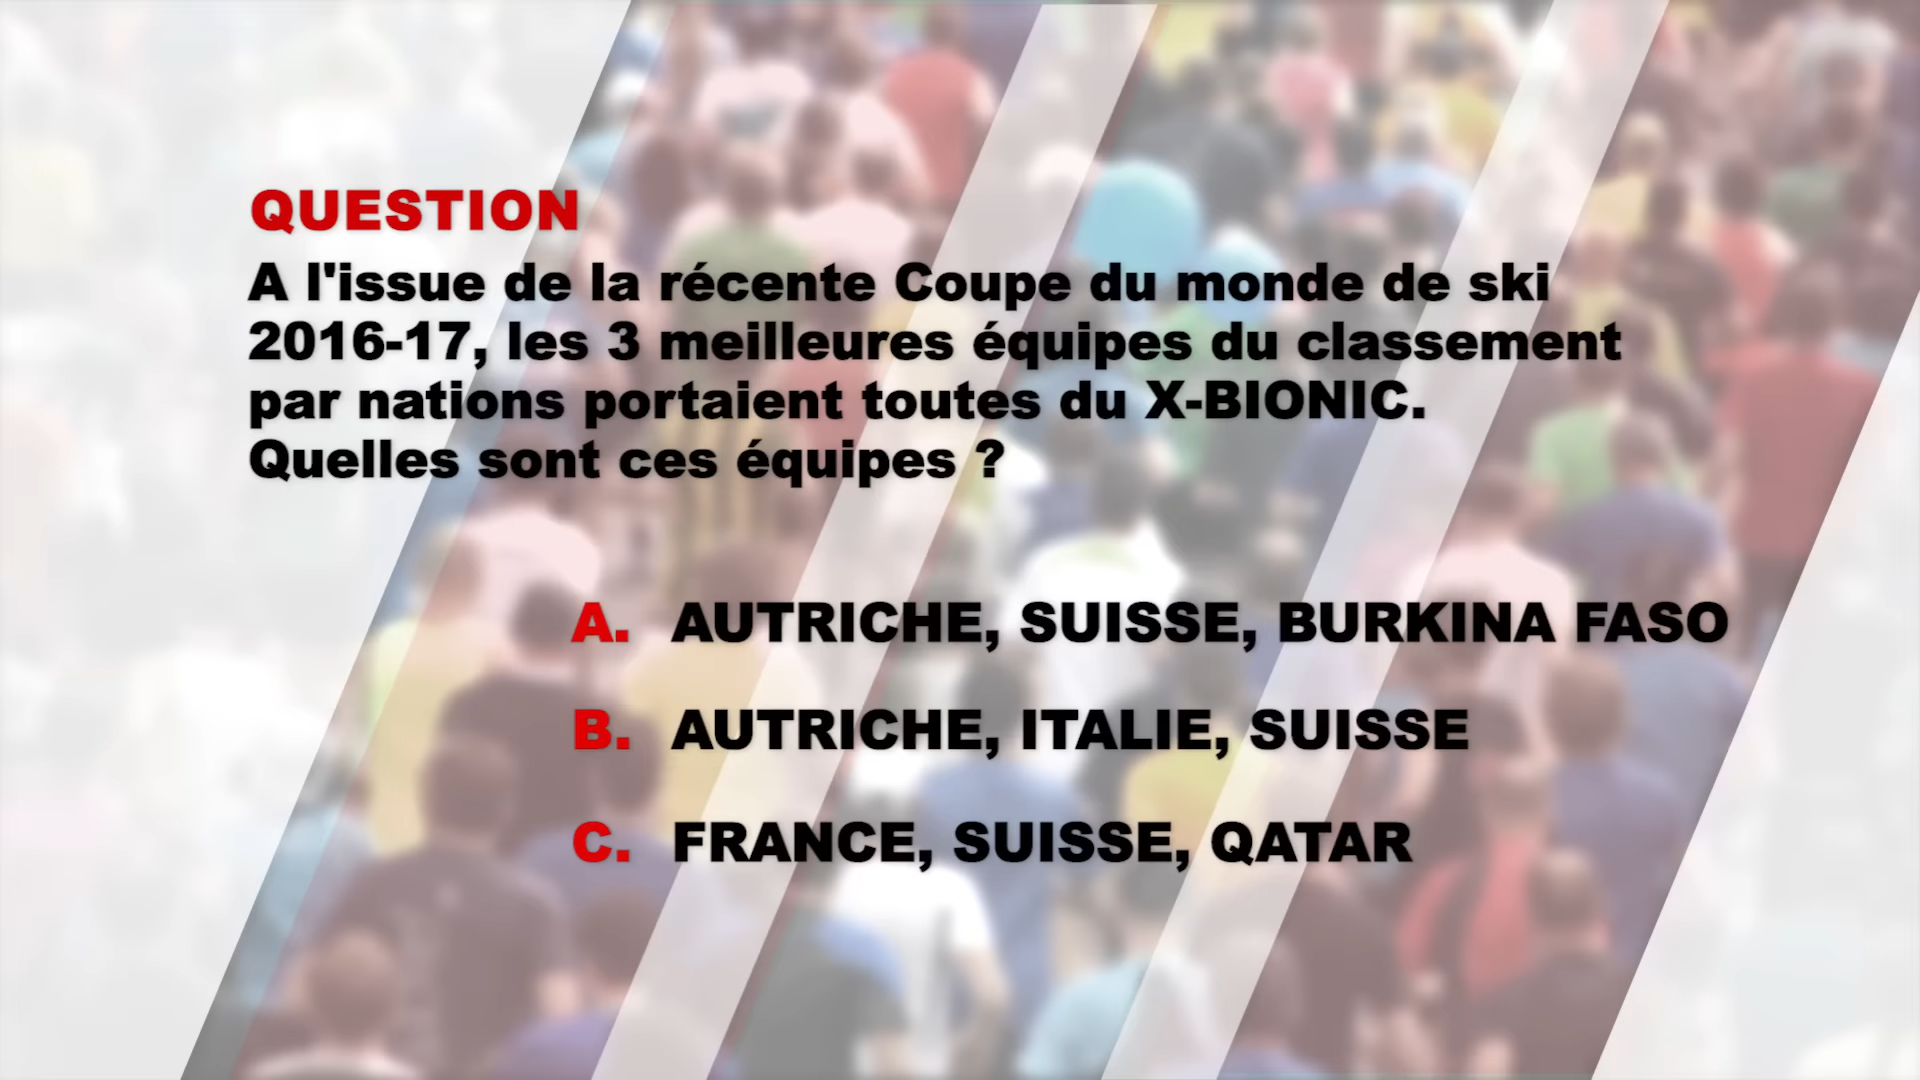 QUESTION
A l'issue de la récente Coupe du monde de ski
2016-17, les 3 meilleures équipes du classement
par nations portaient toutes du X-BIONIC.
Quelles sont ces équipes ?
A. AUTRICHE, SUISSE, BURKINA FASO
B. AUTRICHE, ITALIE, SUISSE
C. FRANCE, SUISSE, QATAR